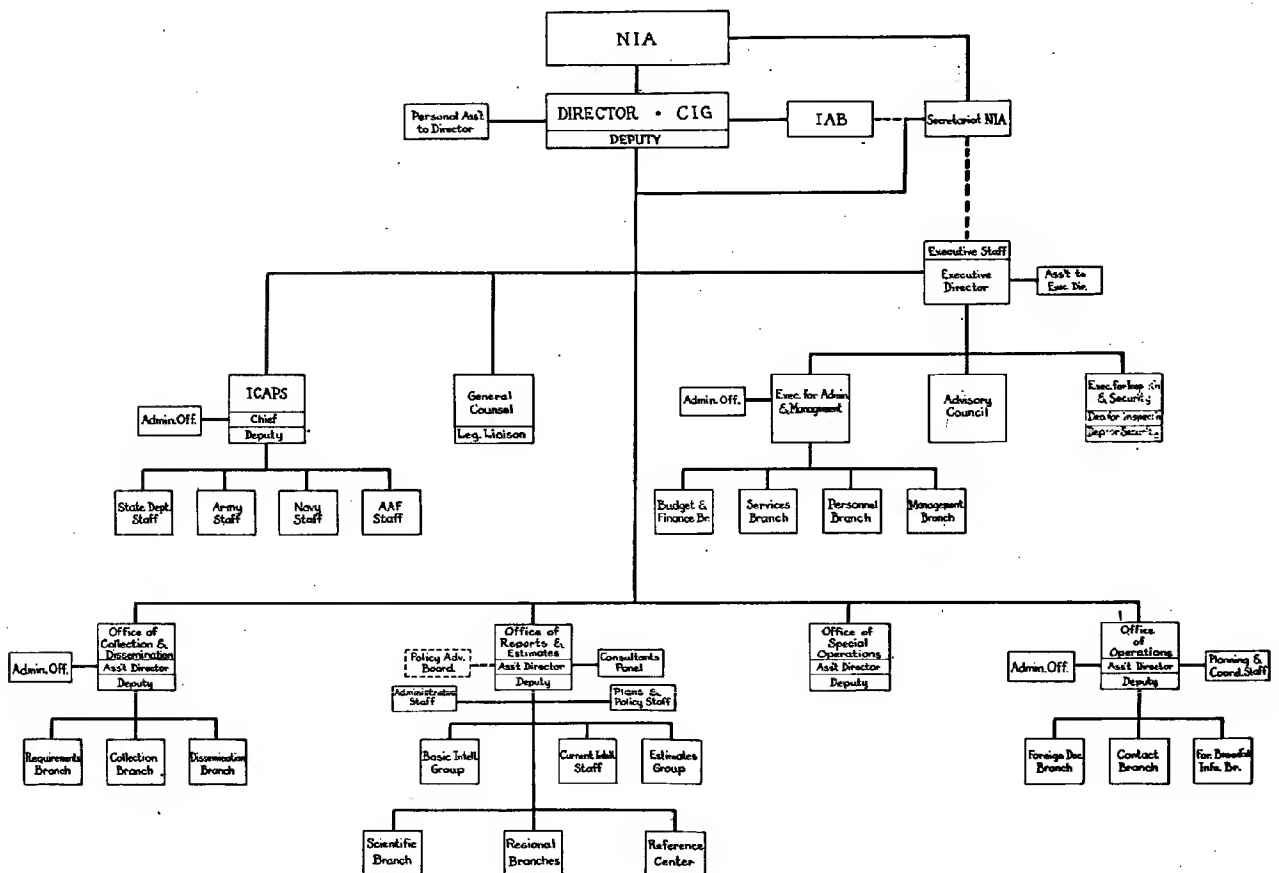 NIA
Personal Ass't
to Director
DIRECTOR • CIG
DEPUTY
IAB
Secretariat NIA
Executive Staff
Executive
Director
Ass't to
Exec. Dir.
ICAPS
Chief
Deputy
Admin. Off.
General
Counsel
Leg. Liaison
Admin. Off.
Exec. for Admin.
& Management
Advisory
Council
Exec. for
& Security
for Inspect'n
for Security
State Dept.
Staff
Army
Staff
Navy
Staff
AAF
Staff
Budget &
Finance Br.
Services
Branch
Personnel
Branch
Management
Branch
Office of
Collection &
Dissemination
Ass't Director
Deputy
Admin. Off.
Office of
Reports &
Estimates
Ass't Director
Deputy
Policy Adv.
Board
Consultants
Panel
Administrative
Staff
Plans &
Policy Staff
Office of
Special
Operations
Ass't Director
Deputy
Office
of
Operations
Ass't Director
Deputy
Admin. Off.
Planning &
Coord. Staff
Requirements
Branch
Collection
Branch
Dissemination
Branch
Basic Intell.
Group
Current Intell.
Staff
Estimates
Group
Foreign Doc.
Branch
Contact
Branch
For. Broadcast
Info. Br.
Scientific
Branch
Regional
Branches
Reference
Center